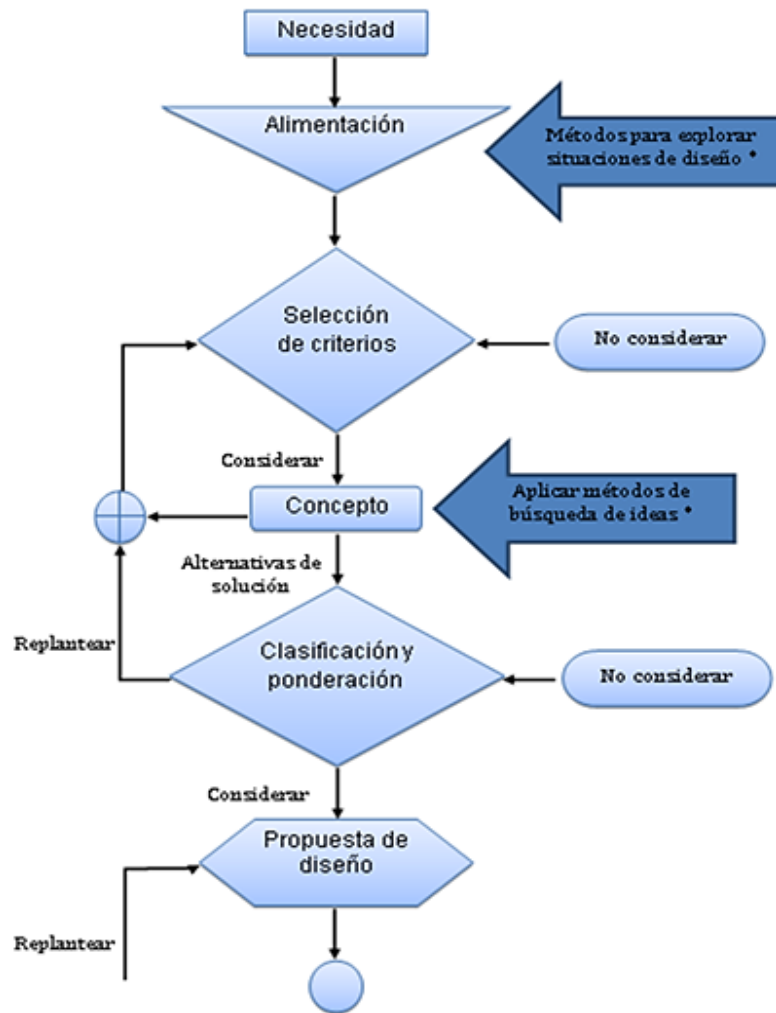 Necesidad
Alimentación
Métodos para explorar
situaciones de diseño *
Selección
de criterios
No considerar
Considerar
Concepto
Aplicar métodos de
búsqueda de ideas *
Alternativas de
solución
Replantear
Clasificación y
ponderación
No considerar
Considerar
Propuesta de
diseño
Replantear